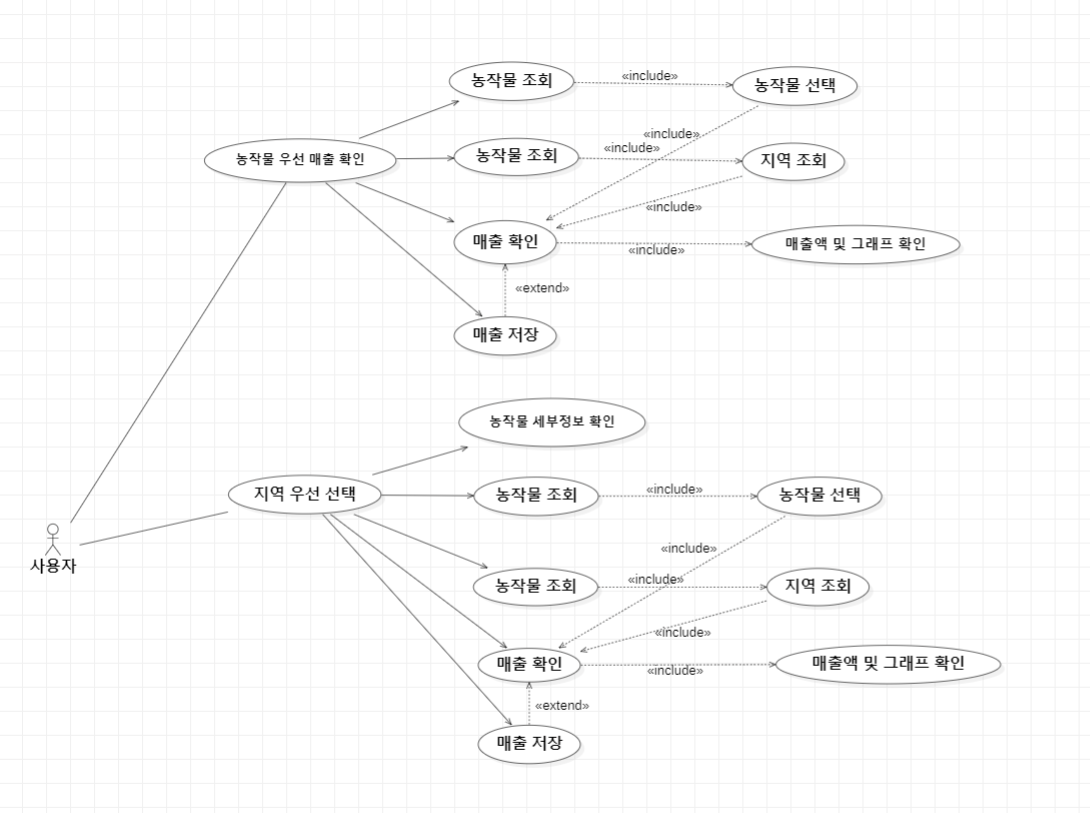 농작물 조회
«include»
농작물 선택
«include»
농작물 우선 매출 확인
농작물 조회
«include»
지역 조회
«include»
매출 확인
«include»
매출액 및 그래프 확인
«extend»
매출 저장
농작물 세부정보 확인
지역 우선 선택
농작물 조회
«include»
농작물 선택
«include»
사용자
농작물 조회
«include»
지역 조회
«include»
매출 확인
«include»
매출액 및 그래프 확인
«extend»
매출 저장